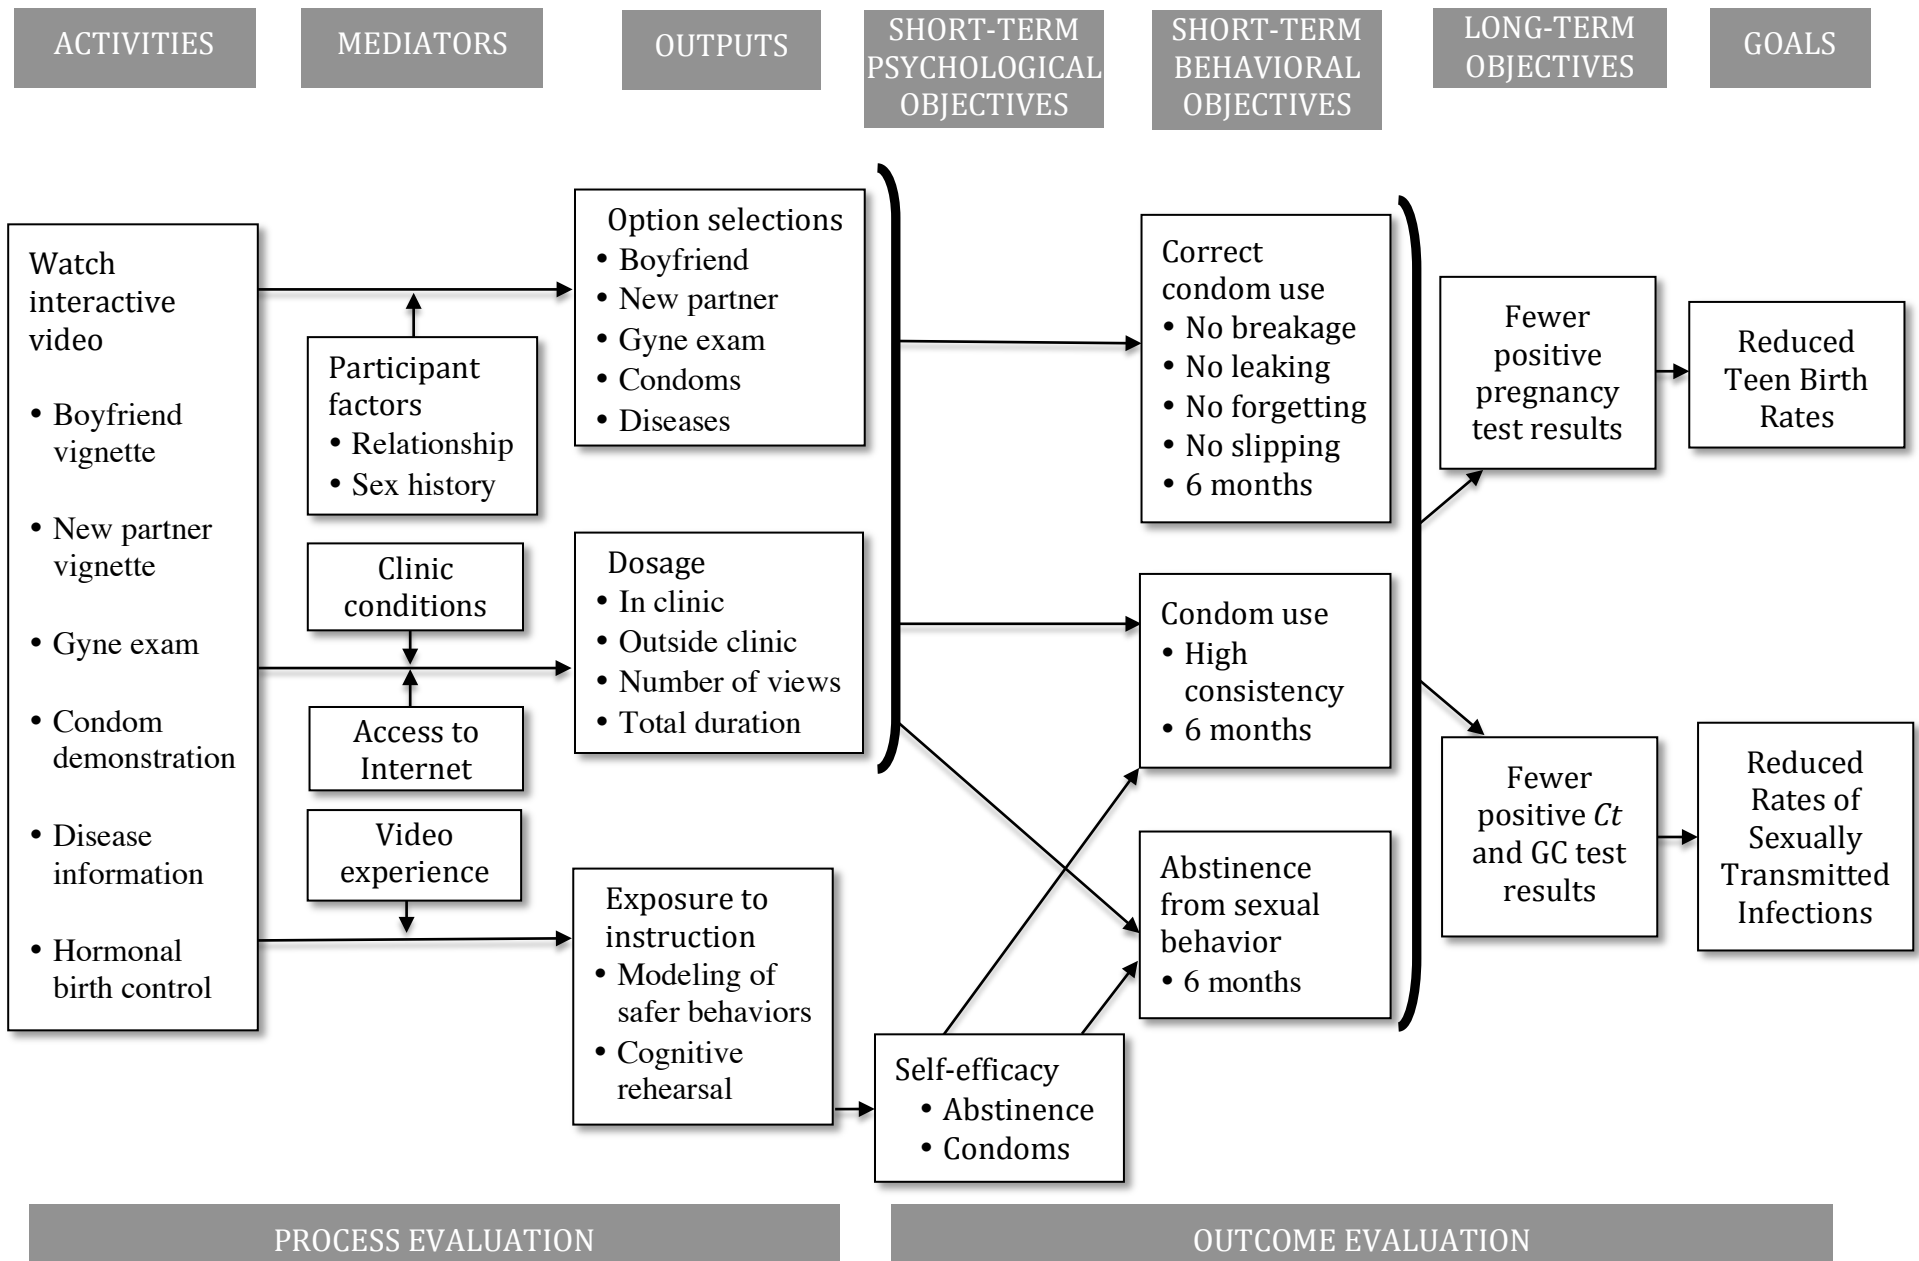 ACTIVITIES
MEDIATORS
OUTPUTS
SHORT-TERM
PSYCHOLOGICAL
OBJECTIVES
SHORT-TERM
BEHAVIORAL
OBJECTIVES
LONG-TERM
OBJECTIVES
GOALS
Watch
interactive
video
• Boyfriend
vignette
• New partner
vignette
• Gyne exam
• Condom
demonstration
• Disease
information
• Hormonal
birth control
Participant
factors
• Relationship
• Sex history
Clinic
conditions
Access to
Internet
Video
experience
Option selections
• Boyfriend
• New partner
• Gyne exam
• Condoms
• Diseases
Dosage
• In clinic
• Outside clinic
• Number of views
• Total duration
Exposure to
instruction
• Modeling of
safer behaviors
• Cognitive
rehearsal
Self-efficacy
• Abstinence
• Condoms
Correct
condom use
• No breakage
• No leaking
• No forgetting
• No slipping
• 6 months
Condom use
• High
consistency
• 6 months
Abstinence
from sexual
behavior
• 6 months
Fewer
positive
pregnancy
test results
Fewer
positive Ct
and GC test
results
Reduced
Teen Birth
Rates
Reduced
Rates of
Sexually
Transmitted
Infections
PROCESS EVALUATION
OUTCOME EVALUATION